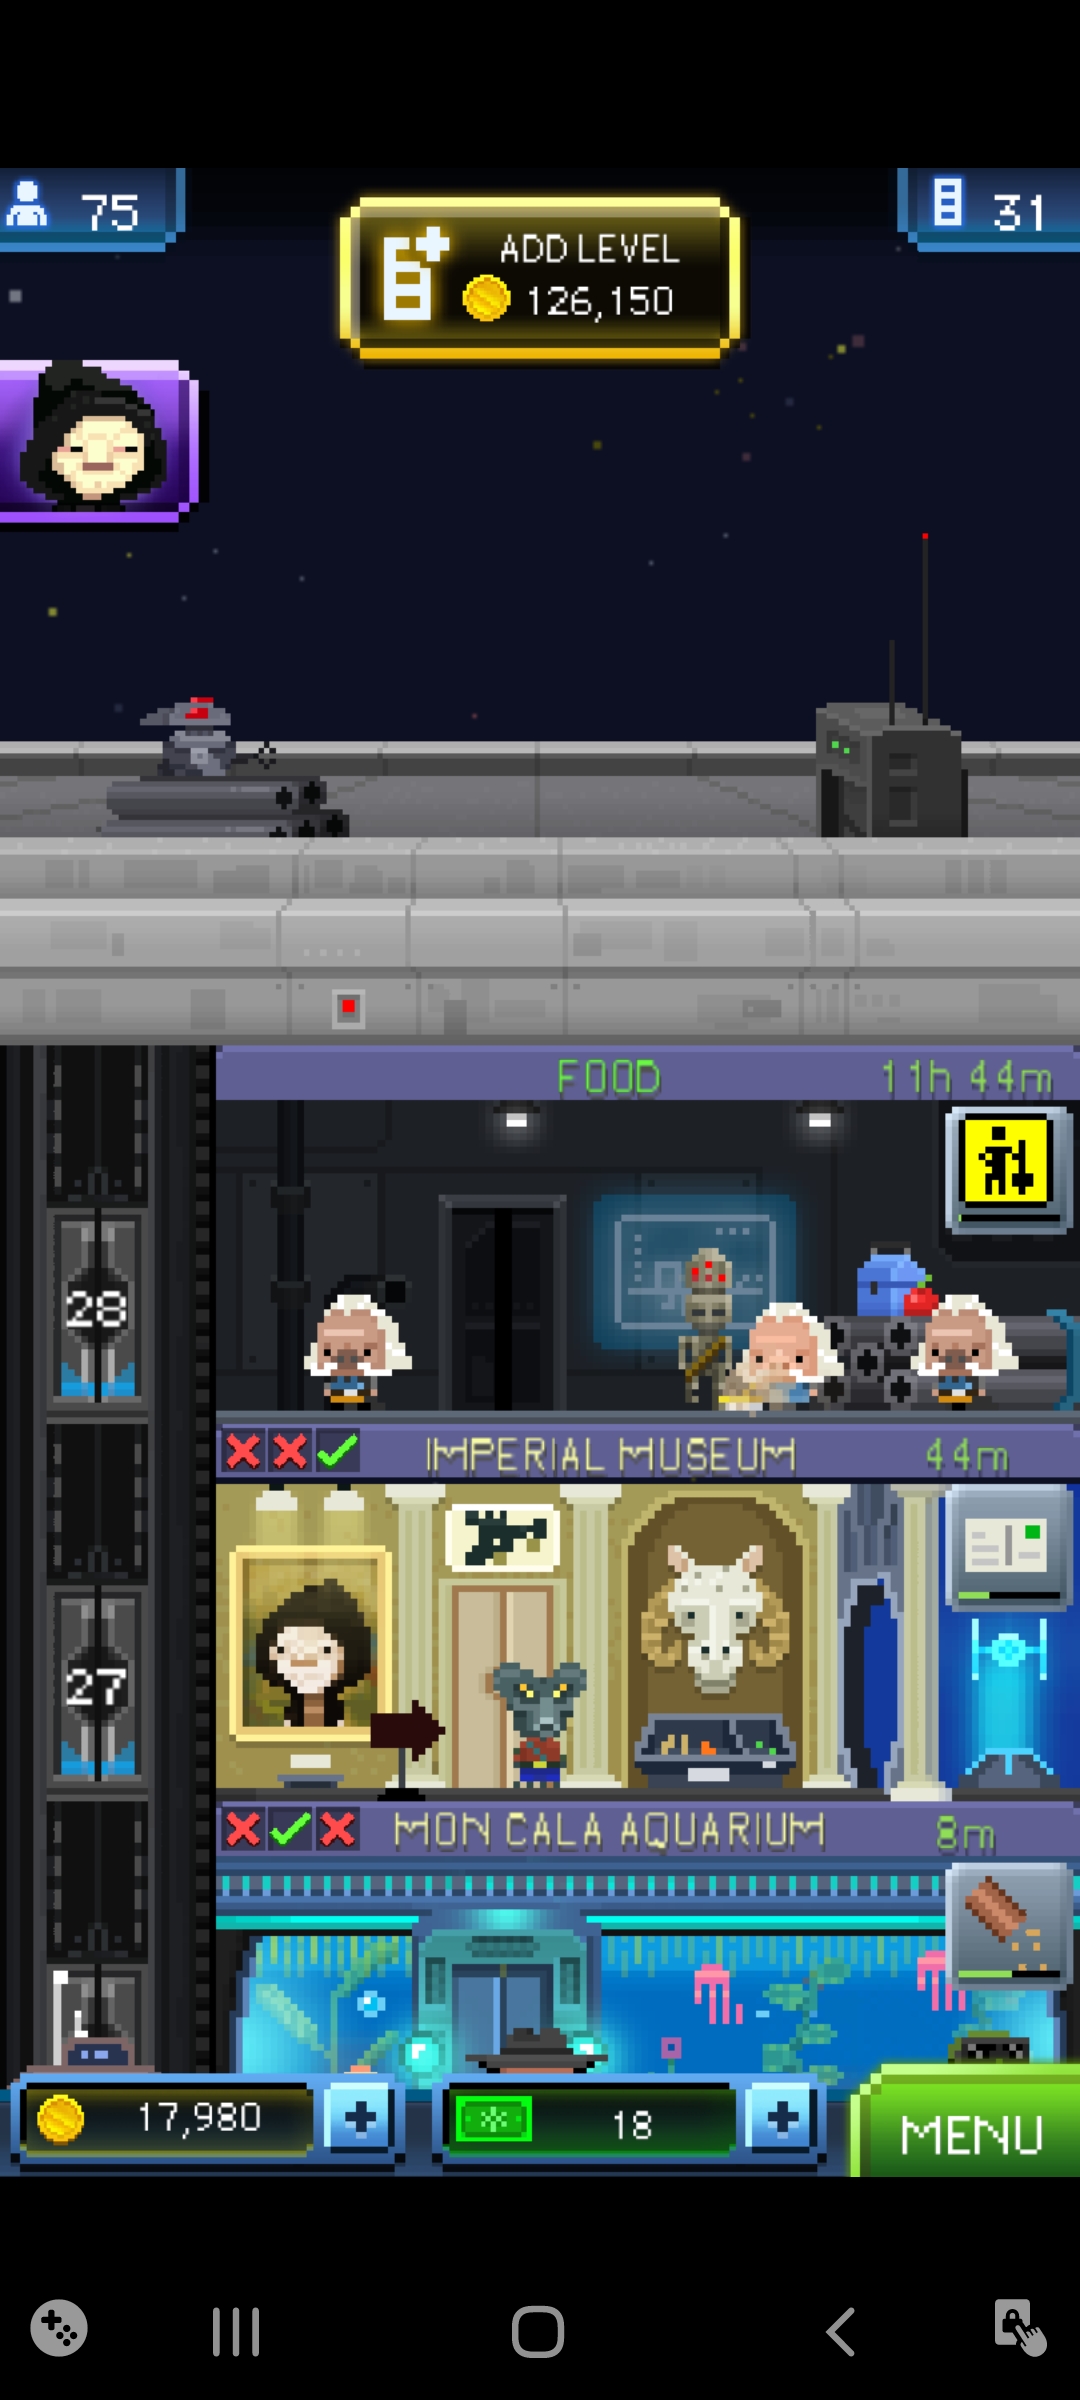 75
ADD LEVEL
126,150
31
FOOD
11h 44m
28
IMPERIAL MUSEUM
44m
27
MON CALA AQUARIUM
8m
17,980
18
MENU